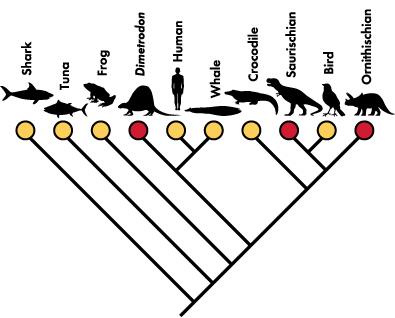 Shark
Tuna
Frog
Dimetrodon
Human
Whale
Crocodile
Saurischian
Bird
Ornithischian